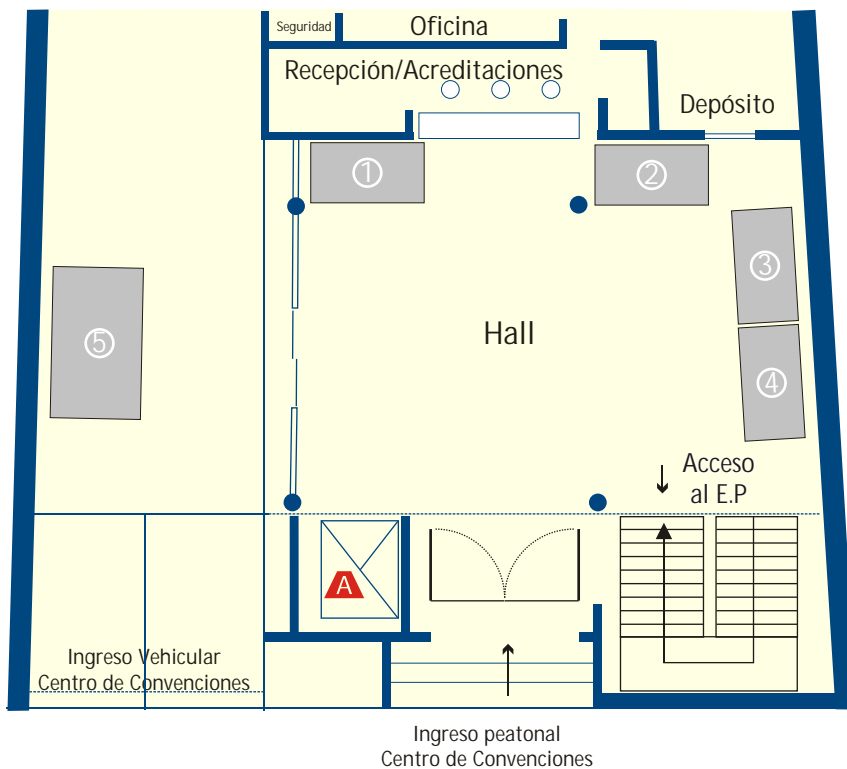 Seguridad
Oficina
Recepción/Acreditaciones
Depósito
1
2
3
Hall
5
4
Acceso
al E.P
A
Ingreso Vehicular
Centro de Convenciones
Ingreso peatonal
Centro de Convenciones